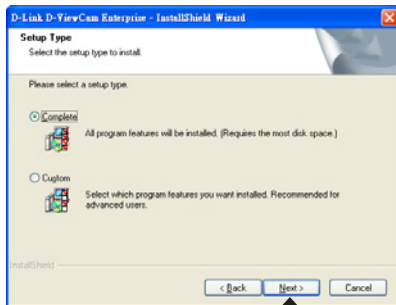 D-Link D-ViewCam Enterprise - InstallShield Wizard
Setup Type
Select the setup type to install.
Please select a setup type.
Complete
All program features will be installed. (Requires the most disk space.)
Custom
Select which program features you want installed. Recommended for
advanced users.
InstallShield
< Back Next > Cancel